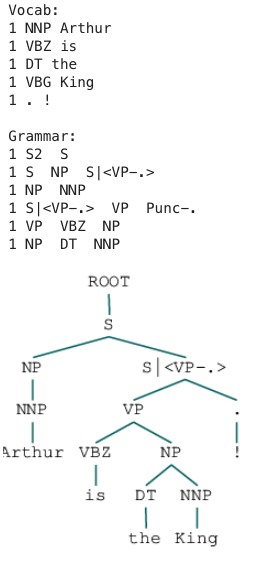 Vocab:
1 NNP Arthur
1 VBZ is
1 DT the
1 VBG King
1 . !
Grammar:
1 S2 S
1 S NP S|<VP-.>
1 NP NNP
1 S|<VP-.> VP Punc-.
1 VP VBZ NP
1 NP DT NNP
ROOT
S
NP S|<VP-.>
NNP VP .
Arthur VBZ NP !
is DT NNP
the King